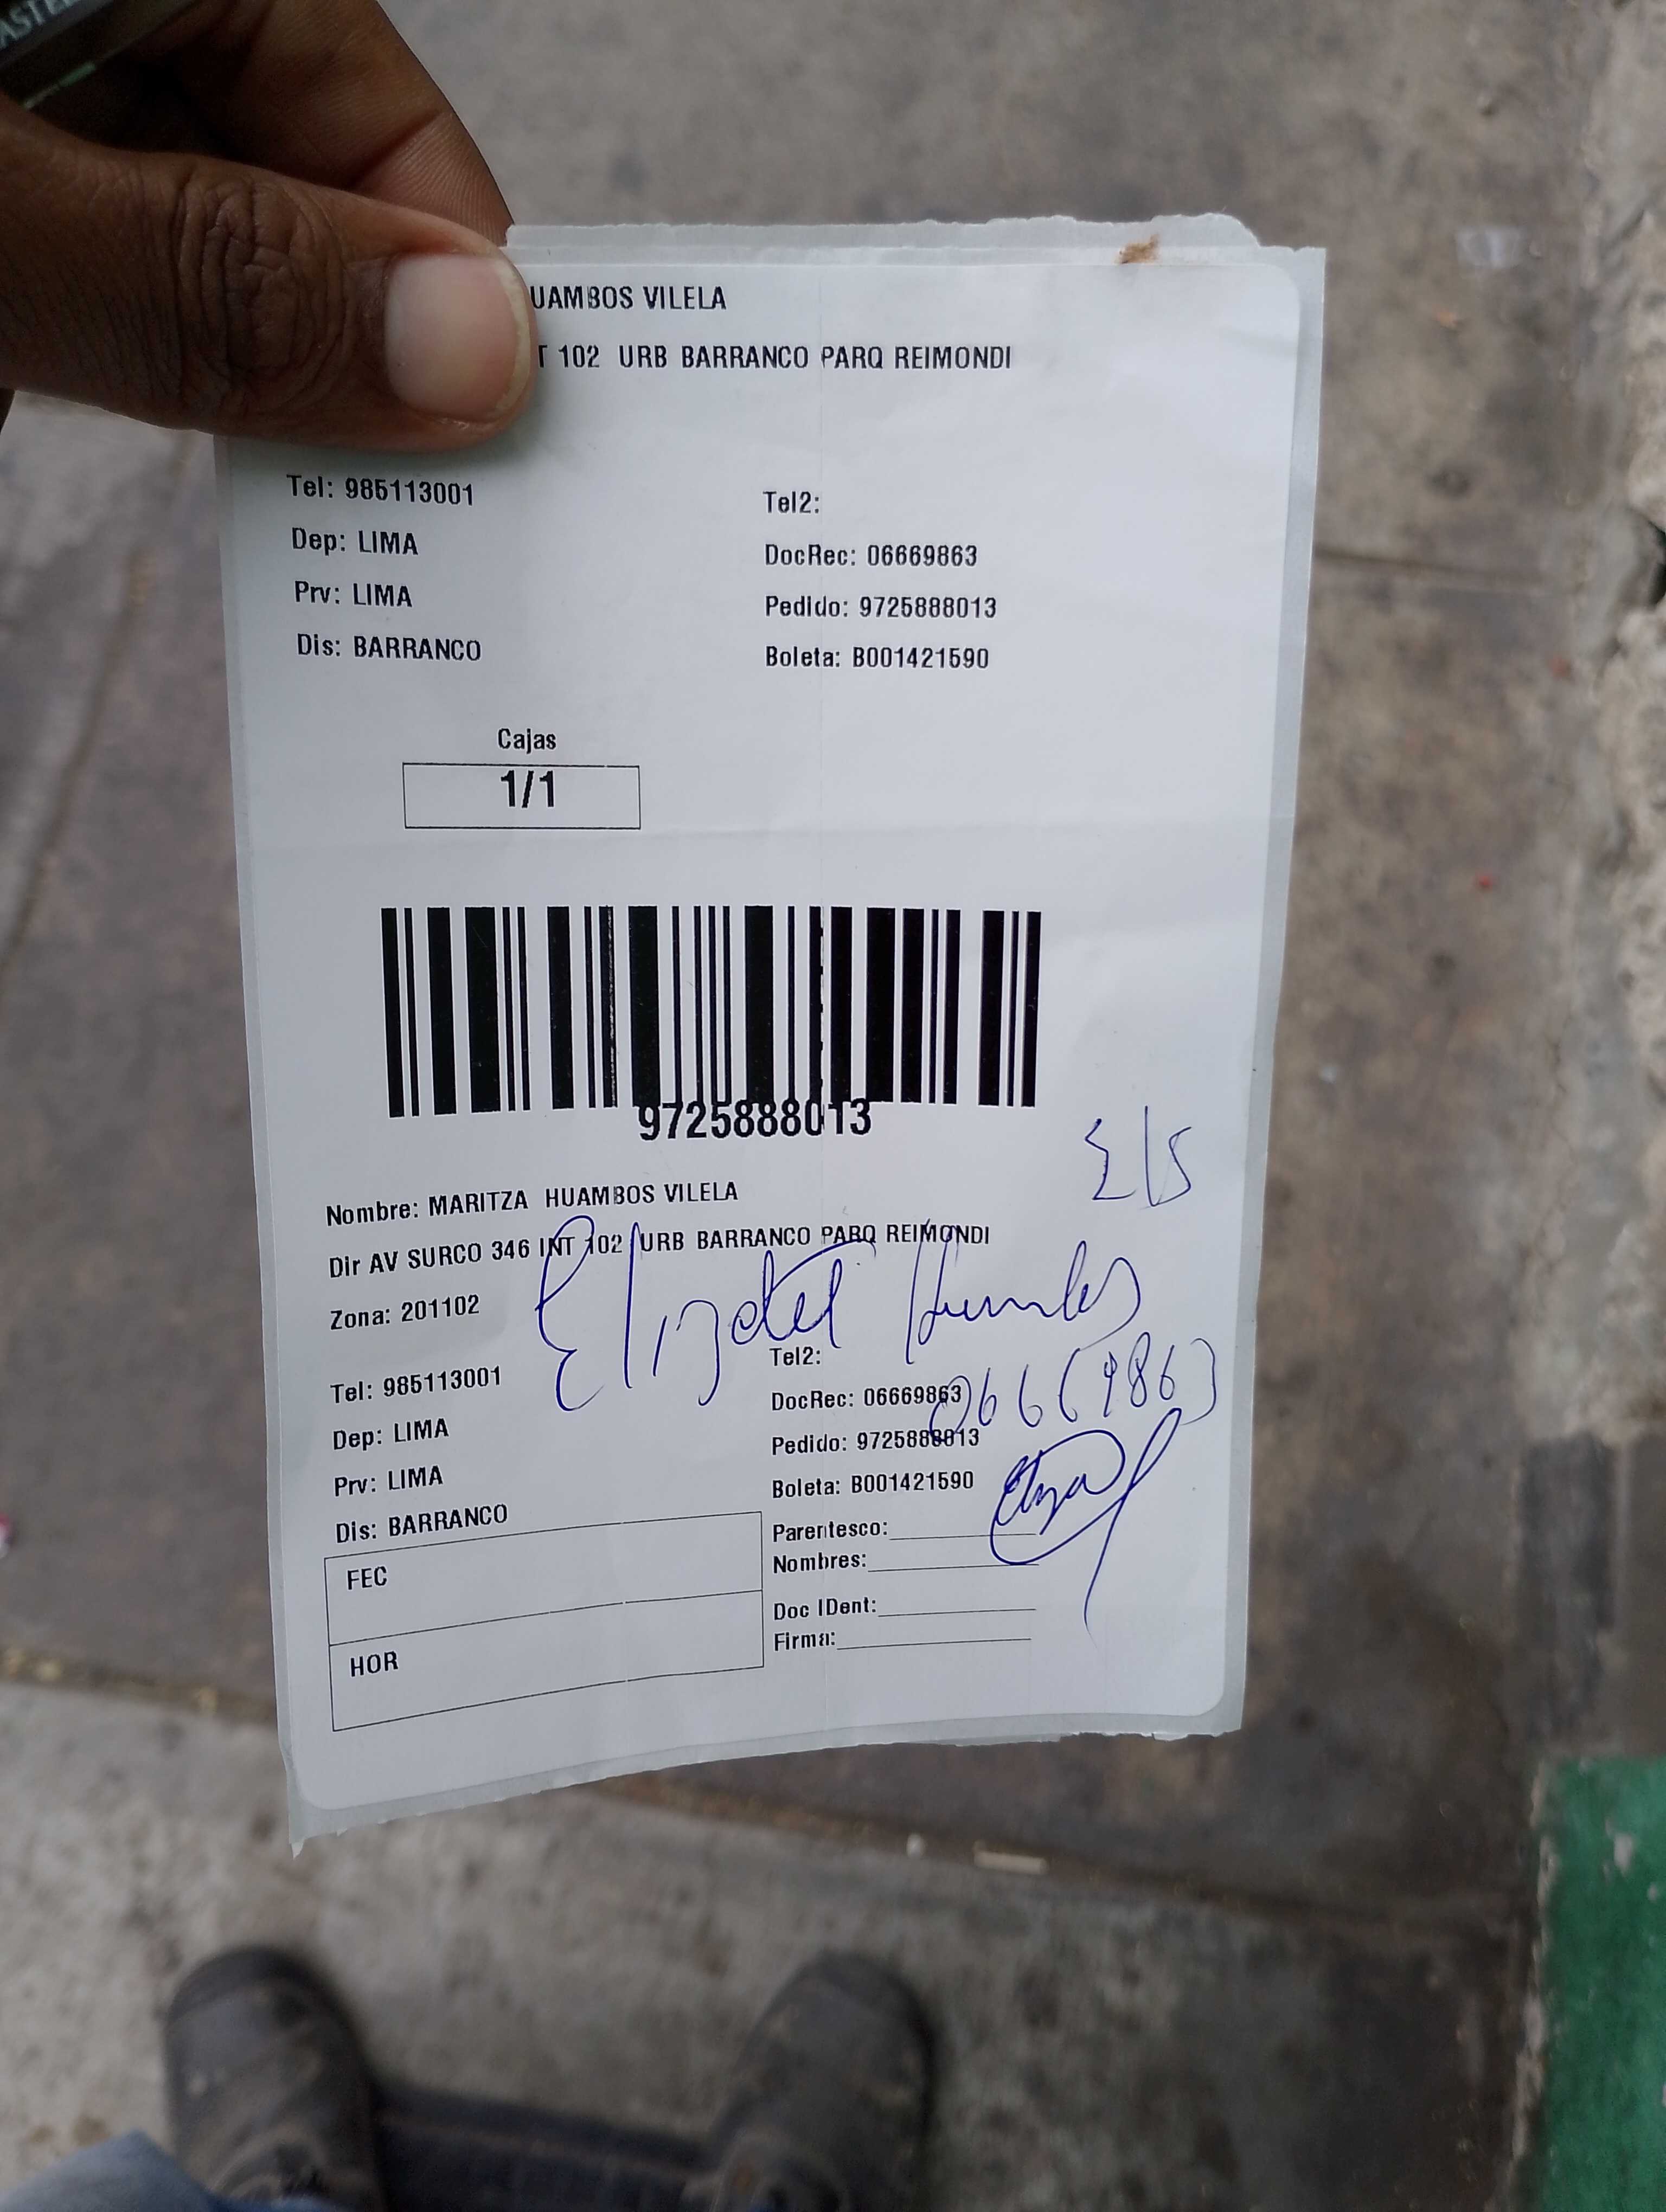 UAMBOS VILELA
T 102 URB BARRANCO PARQ REIMONDI
Tel: 985113001
Tel2:
Dep: LIMA
DocRec: 06669863
Prv: LIMA
Pedido: 9725888013
Dis: BARRANCO
Boleta: B001421590
Cajas
1/1
9725888013
Nombre: MARITZA HUAMBOS VILELA
Dir AV SURCO 346 INT 102 URB BARRANCO PARQ REIMONDI
Zona: 201102
Tel2:
Tel: 985113001
DocRec: 06669863
06669863
Dep: LIMA
Pedido: 9725888013
Prv: LIMA
Boleta: B001421590
Dis: BARRANCO
Parentesco:
Nombres:
FEC
Doc IDent:
Firma:
HOR